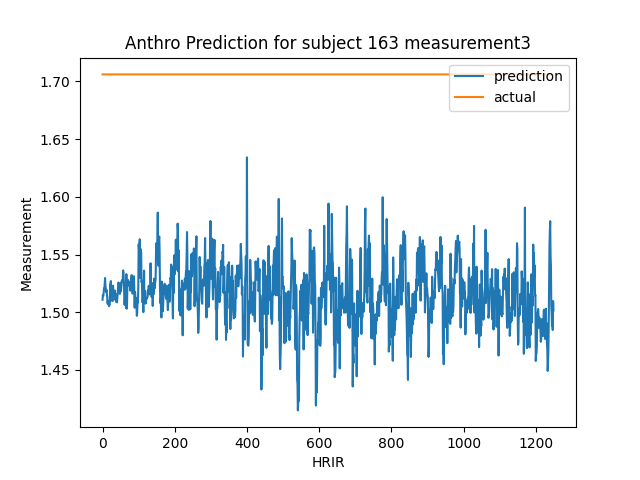 Anthro Prediction for subject 163 measurement3
prediction
actual
Measurement
1.70
1.65
1.60
1.55
1.50
1.45
0 200 400 600 800 1000 1200
HRIR